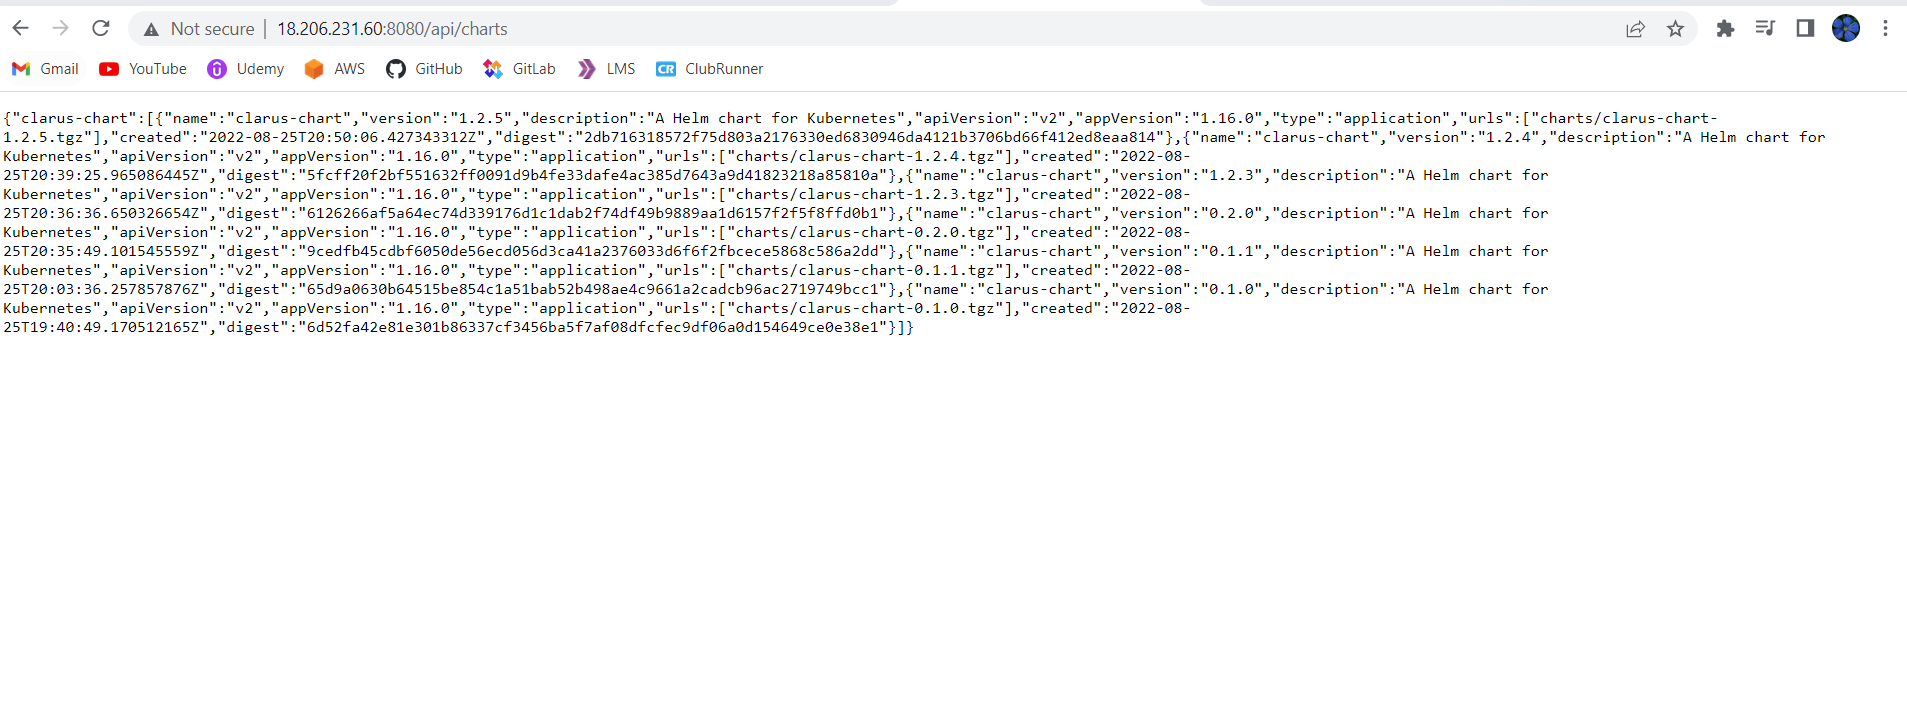 Not secure | 18.206.231.60:8080/api/charts
Gmail YouTube Udemy AWS GitHub GitLab LMS CR ClubRunner
{"clarus-chart":[{"name":"clarus-chart","version":"1.2.5","description":"A Helm chart for Kubernetes","apiVersion":"v2","appVersion":"1.16.0","type":"application","urls":["charts/clarus-chart-
1.2.5.tgz"],"created":"2022-08-25T20:50:06.427343312Z","digest":"2db716318572f75d803a2176330ed6830946da4121b3706bd66f412ed8eaa814"},{"name":"clarus-chart","version":"1.2.4","description":"A Helm chart for
Kubernetes","apiVersion":"v2","appVersion":"1.16.0","type":"application","urls":["charts/clarus-chart-1.2.4.tgz"],"created":"2022-08-
25T20:39:25.965086445Z","digest":"5fcff20f2bf551632ff0091d9b4fe33dafe4ac385d7643a9d41823218a85810a"},{"name":"clarus-chart","version":"1.2.3","description":"A Helm chart for
Kubernetes","apiVersion":"v2","appVersion":"1.16.0","type":"application","urls":["charts/clarus-chart-1.2.3.tgz"],"created":"2022-08-
25T20:36:36.650326654Z","digest":"6126266af5a64ec74d339176d1c1dab2f74df49b9889aa1d6157f2f5f8ffd0b1"},{"name":"clarus-chart","version":"0.2.0","description":"A Helm chart for
Kubernetes","apiVersion":"v2","appVersion":"1.16.0","type":"application","urls":["charts/clarus-chart-0.2.0.tgz"],"created":"2022-08-
25T20:35:49.101545559Z","digest":"9cedfb45cdbf6050de56ecd056d3ca41a2376033d6f6f2fbcece5868c586a2dd"},{"name":"clarus-chart","version":"0.1.1","description":"A Helm chart for
Kubernetes","apiVersion":"v2","appVersion":"1.16.0","type":"application","urls":["charts/clarus-chart-0.1.1.tgz"],"created":"2022-08-
25T20:03:36.257857876Z","digest":"65d9a0630b64515be854c1a51bab52b498ae4c9661a2cadcb96ac2719749bcc1"},{"name":"clarus-chart","version":"0.1.0","description":"A Helm chart for
Kubernetes","apiVersion":"v2","appVersion":"1.16.0","type":"application","urls":["charts/clarus-chart-0.1.0.tgz"],"created":"2022-08-
25T19:40:49.170512165Z","digest":"6d52fa42e81e301b86337cf3456ba5f7af08dfcfec9df06a0d154649ce0e38e1"}]}